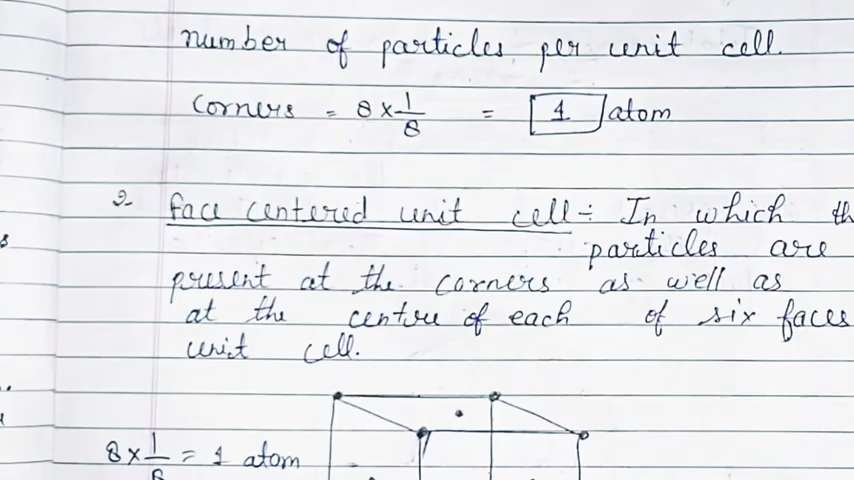 number of particles per unit cell.
corners = 8 × 1/8 = 1 atom
2. face centered unit cell :- In which th
particles are
present at the corners as well as
at the centre of each of six faces
unit cell.
8 × 1/8 = 1 atom